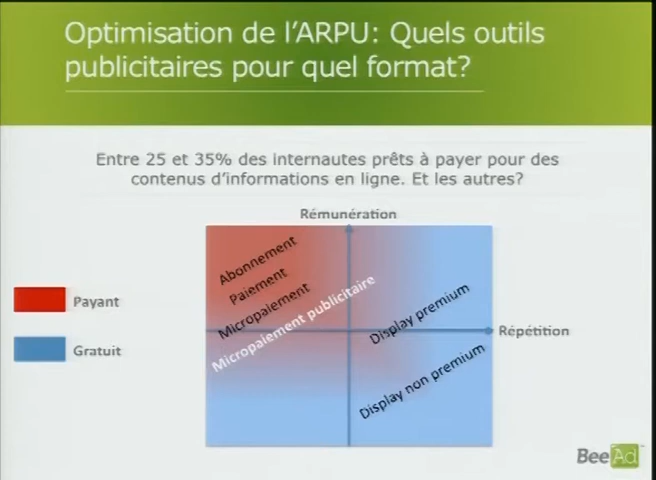 Optimisation de l'ARPU: Quels outils
publicitaires pour quel format?
Entre 25 et 35% des internautes prêts à payer pour des
contenus d'informations en ligne. Et les autres?
Rémunération
Abonnement
Paiement
Micropaiement
Micropaiement publicitaire
Display premium
Répétition
Display non premium
Payant
Gratuit
BeeAd